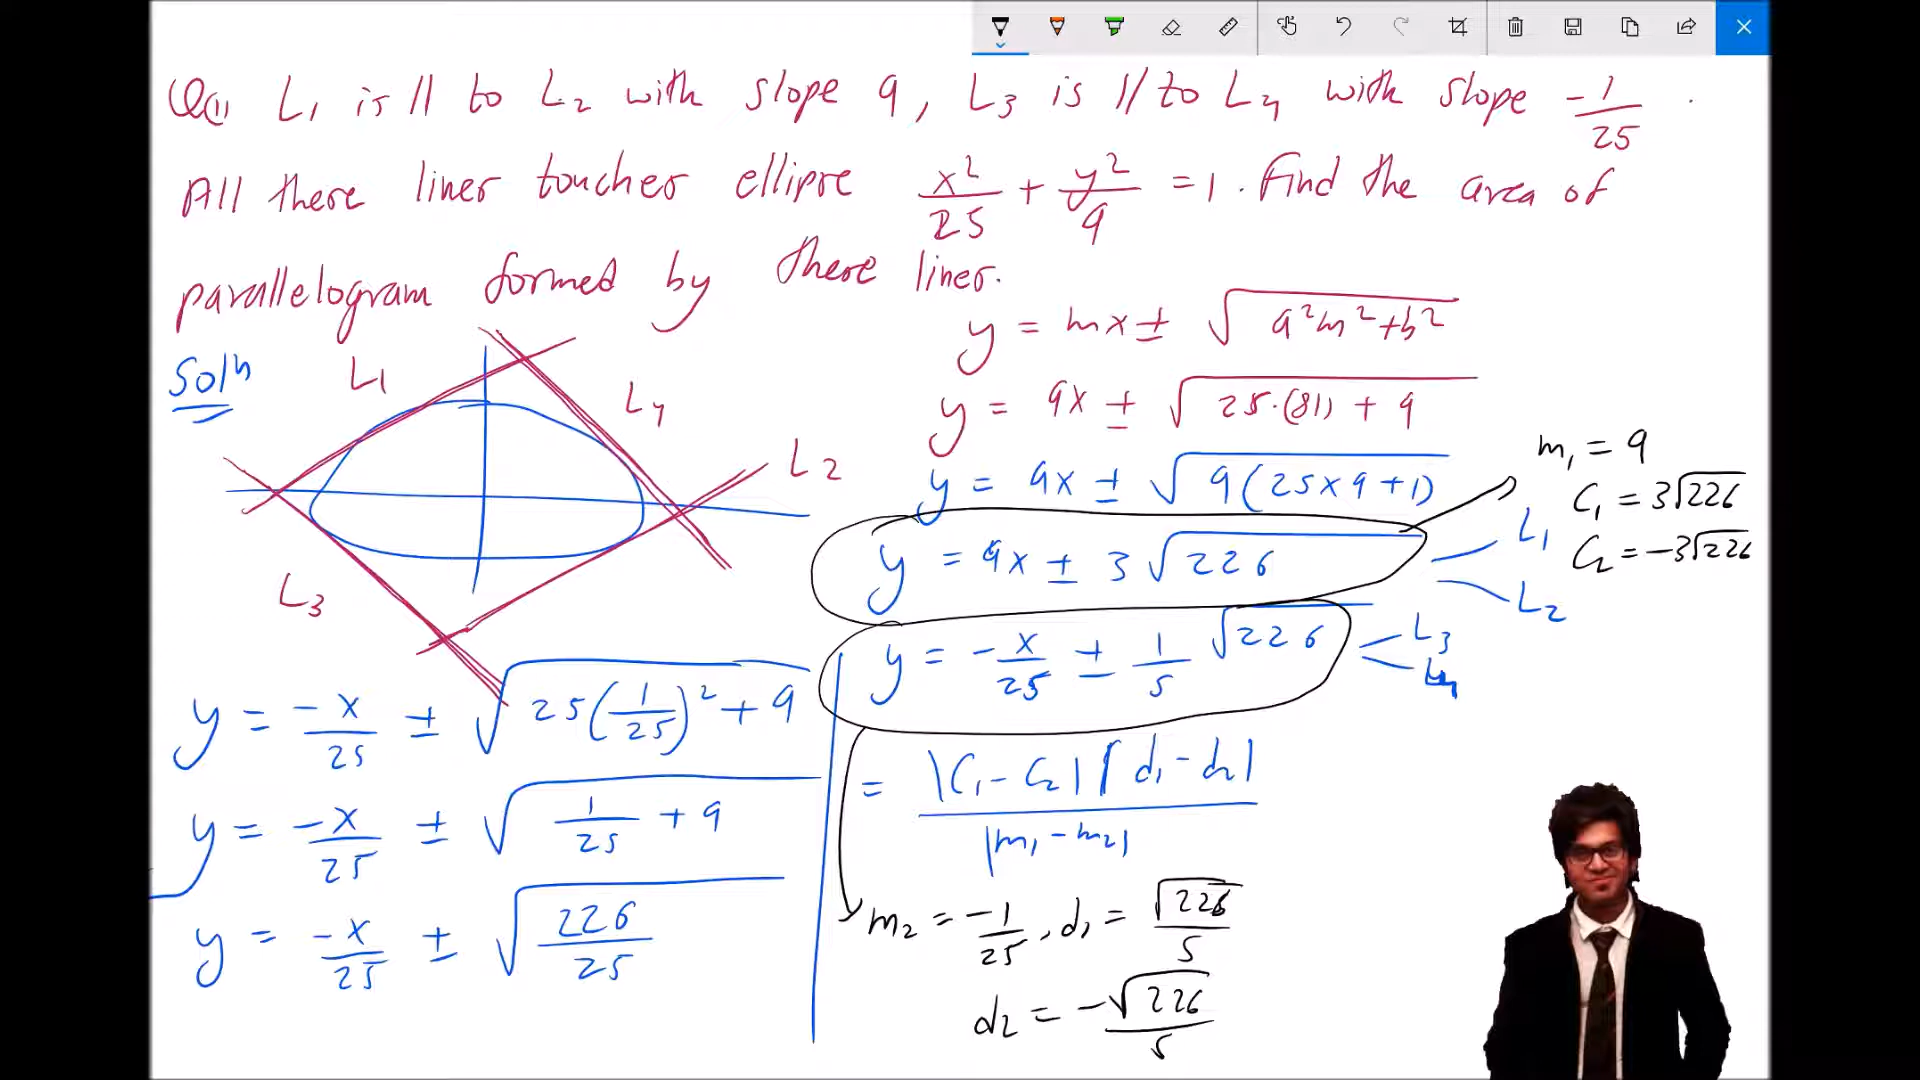 Q(1) L₁ is || to L₂ with slope 9, L₃ is || to L₄ with slope -1/25.
All these lines touches ellipse x²/25 + y²/9 = 1. Find the area of
parallelogram formed by these lines.
Solⁿ
L₁
L₄
L₂
L₃
y = -x/25 ± √(25(1/25)² + 9)
y = -x/25 ± √(1/25 + 9)
y = -x/25 ± √(226/25)
y = mx ± √(a²m² + b²)
y = 9x ± √(25·(81) + 9)
y = 9x ± √(9(25×9+1))
y = 9x ± 3√226
L₁
L₂
m₁ = 9
C₁ = 3√226
C₂ = -3√226
y = -x/25 ± 1/5 √226
L₃
L₄
= |C₁ - C₂| |d₁ - d₂| / |m₁ - m₂|
m₂ = -1/25, d₁ = √226/5
d₂ = -√226/5